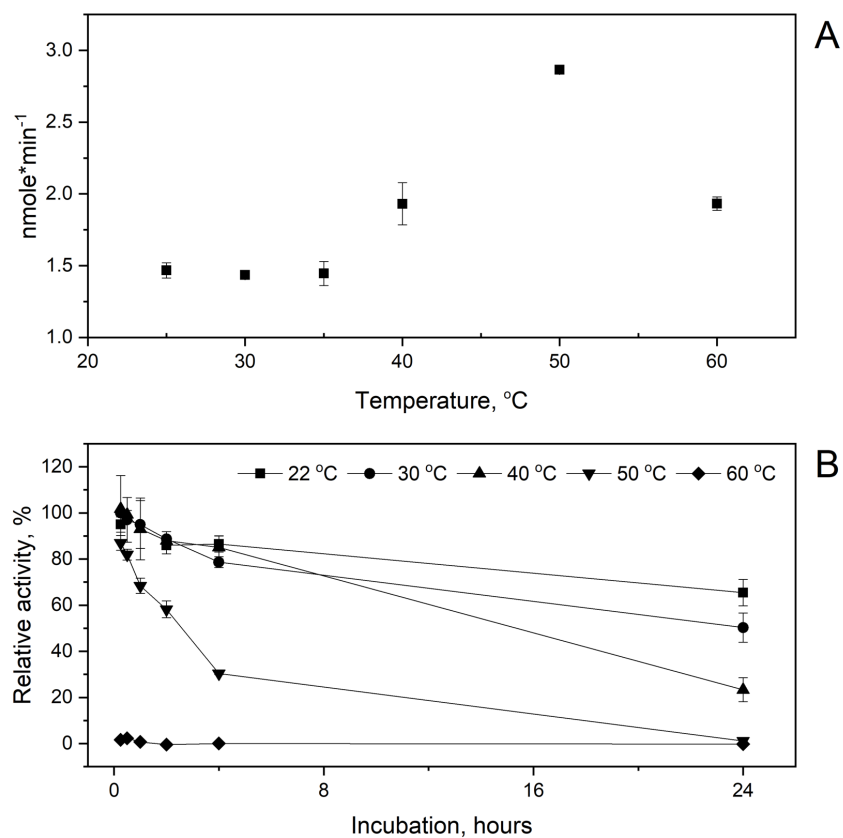 A
3.0
2.5
2.0
1.5
1.0
nmole*min⁻¹
20 30 40 50 60
Temperature, °C
B
22 °C 30 °C 40 °C 50 °C 60 °C
120
100
80
60
40
20
0
Relative activity, %
0 8 16 24
Incubation, hours